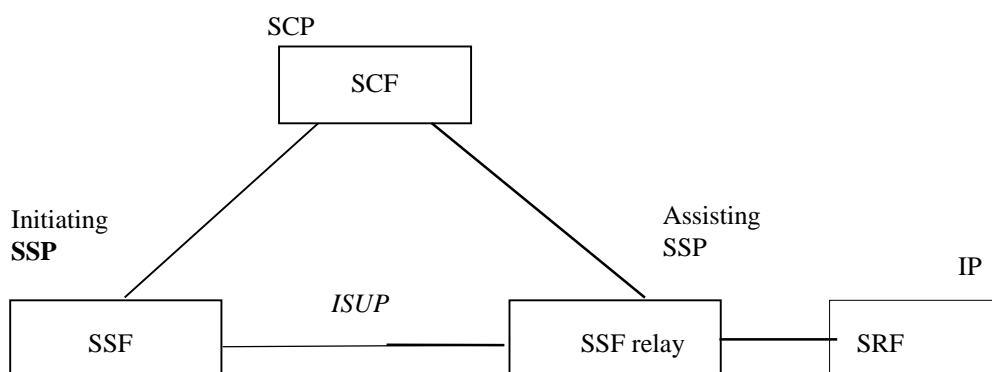 SCP
SCF
Initiating
SSP
Assisting
SSP
IP
ISUP
SSF
SSF relay
SRF